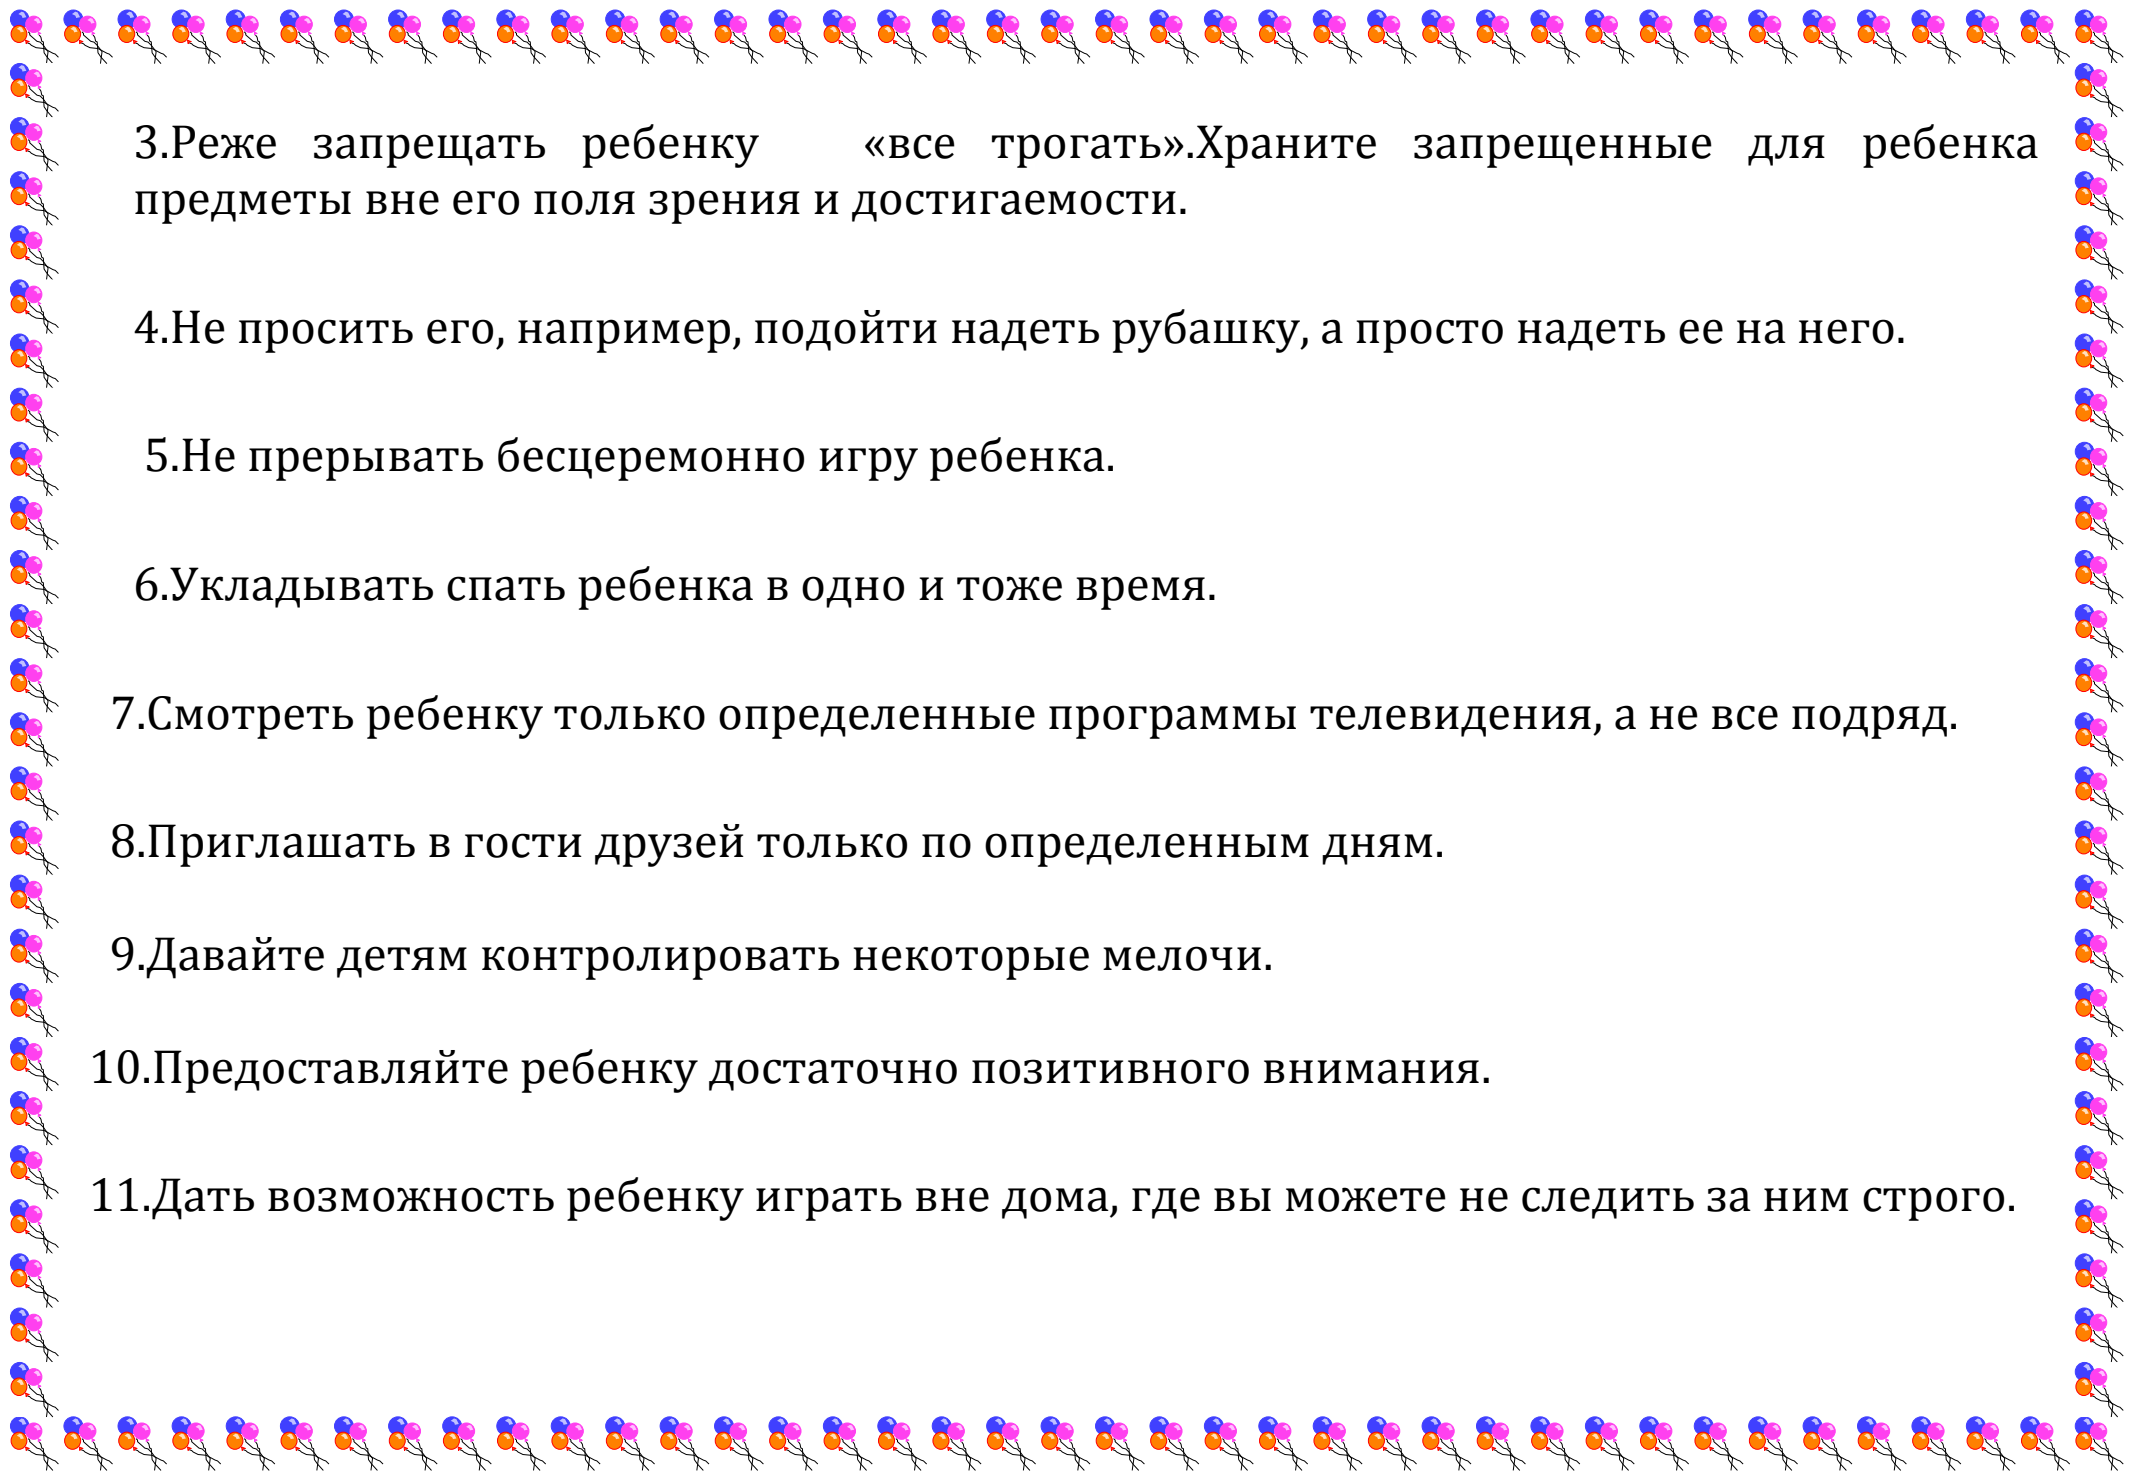 3.Реже запрещать ребенку «все трогать».Храните запрещенные для ребенка
предметы вне его поля зрения и достигаемости.
4.Не просить его, например, подойти надеть рубашку, а просто надеть ее на него.
5.Не прерывать бесцеремонно игру ребенка.
6.Укладывать спать ребенка в одно и тоже время.
7.Смотреть ребенку только определенные программы телевидения, а не все подряд.
8.Приглашать в гости друзей только по определенным дням.
9.Давайте детям контролировать некоторые мелочи.
10.Предоставляйте ребенку достаточно позитивного внимания.
11.Дать возможность ребенку играть вне дома, где вы можете не следить за ним строго.